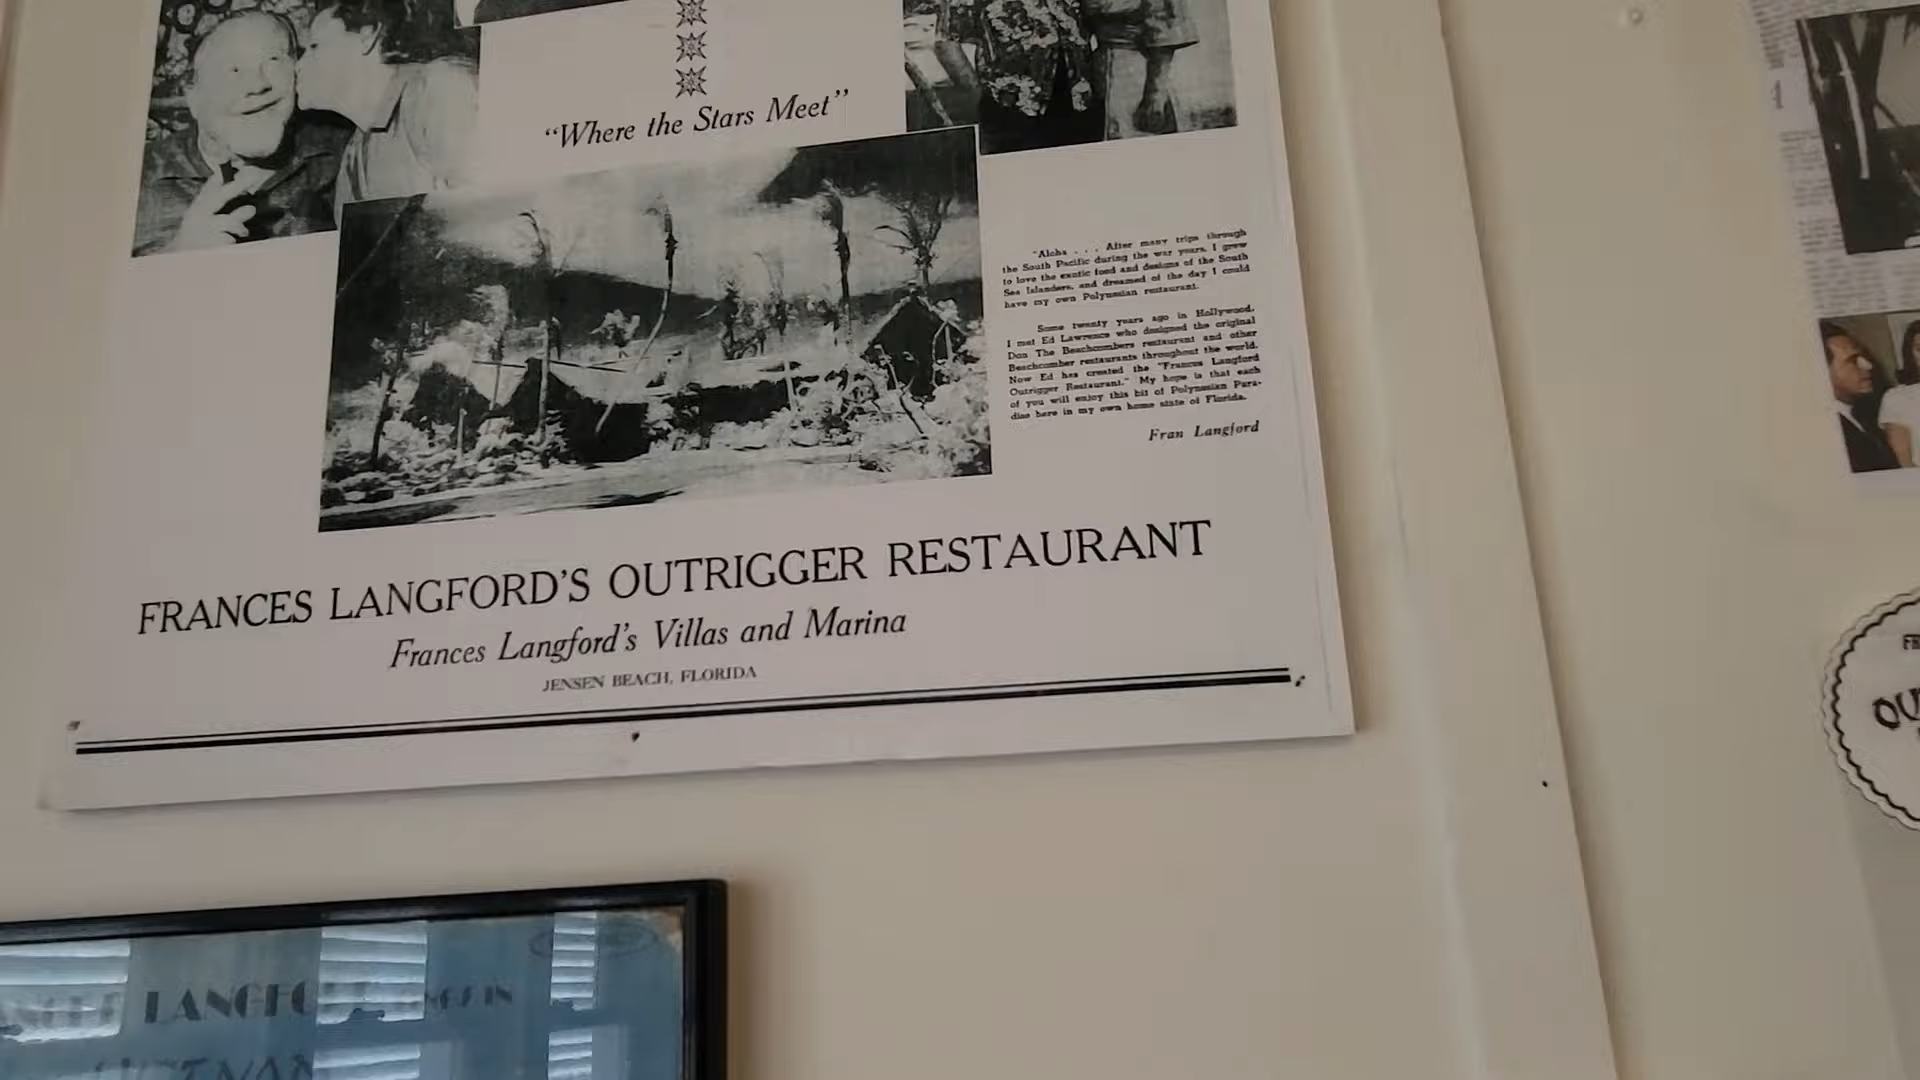 "Where the Stars Meet"
"Aloha . . . After many trips through
the South Pacific during the war years, I grew
to love the exotic food and designs of the South
Sea Islanders, and dreamed of the day I could
have my own Polynesian restaurant.
Some twenty years ago in Hollywood,
I met Ed Lawrence who designed the original
Don The Beachcombers restaurant and other
Beachcomber restaurants throughout the world.
Now Ed has created the "Frances Langford
Outrigger Restaurant." My hope is that each
of you will enjoy this bit of Polynesian Para-
dise here in my own home state of Florida.
Fran Langford
FRANCES LANGFORD'S OUTRIGGER RESTAURANT
Frances Langford's Villas and Marina
JENSEN BEACH, FLORIDA